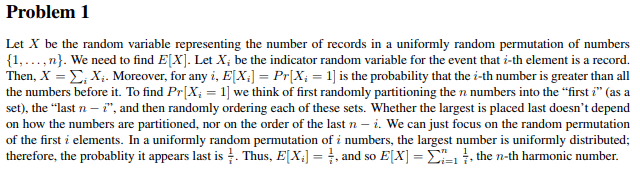 Problem 1
Let X be the random variable representing the number of records in a uniformly random permutation of numbers
{1, . . . , n}. We need to find E[X]. Let Xᵢ be the indicator random variable for the event that i-th element is a record.
Then, X = ∑ᵢ Xᵢ. Moreover, for any i, E[Xᵢ] = Pr[Xᵢ = 1] is the probability that the i-th number is greater than all
the numbers before it. To find Pr[Xᵢ = 1] we think of first randomly partitioning the n numbers into the “first i” (as a
set), the “last n − i”, and then randomly ordering each of these sets. Whether the largest is placed last doesn’t depend
on how the numbers are partitioned, nor on the order of the last n − i. We can just focus on the random permutation
of the first i elements. In a uniformly random permutation of i numbers, the largest number is uniformly distributed;
therefore, the probablity it appears last is 1/i. Thus, E[Xᵢ] = 1/i, and so E[X] = ∑ⁿᵢ₌₁ 1/i, the n-th harmonic number.